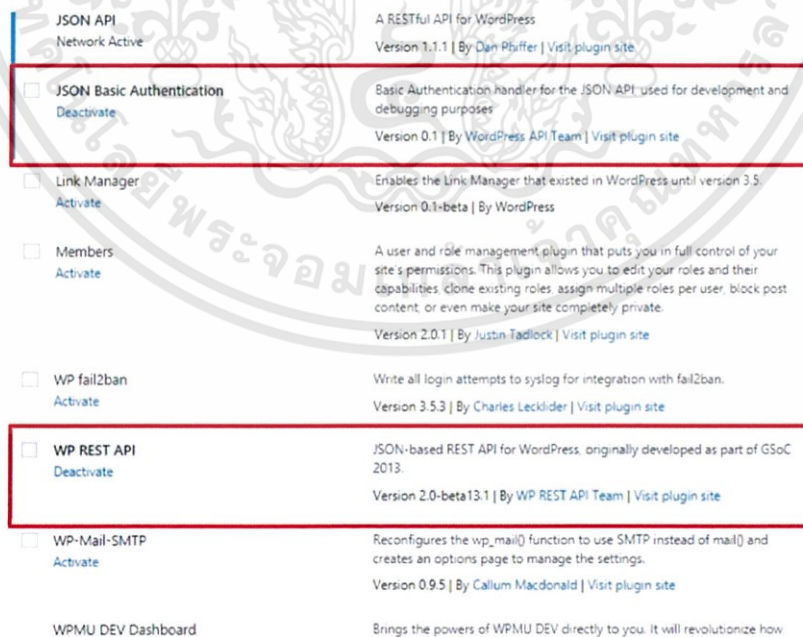 JSON API
A RESTful API for WordPress
Network Active
Version 1.1.1 | By Dan Phiffer | Visit plugin site
JSON Basic Authentication
Basic Authentication handler for the JSON API, used for development and
Deactivate
debugging purposes
Version 0.1 | By WordPress API Team | Visit plugin site
Link Manager
Enables the Link Manager that existed in WordPress until version 3.5.
Activate
Version 0.1-beta | By WordPress
Members
A user and role management plugin that puts you in full control of your
Activate
site's permissions. This plugin allows you to edit your roles and their
capabilities, clone existing roles, assign multiple roles per user, block post
content, or even make your site completely private.
Version 2.0.1 | By Justin Tadlock | Visit plugin site
WP fail2ban
Write all login attempts to syslog for integration with fail2ban.
Activate
Version 3.5.3 | By Charles Lecklider | Visit plugin site
WP REST API
JSON-based REST API for WordPress, originally developed as part of GSoC
Deactivate
2013.
Version 2.0-beta13.1 | By WP REST API Team | Visit plugin site
WP-Mail-SMTP
Reconfigures the wp_mail() function to use SMTP instead of mail() and
Activate
creates an options page to manage the settings.
Version 0.9.5 | By Callum Macdonald | Visit plugin site
WPMU DEV Dashboard
Brings the powers of WPMU DEV directly to you. It will revolutionize how